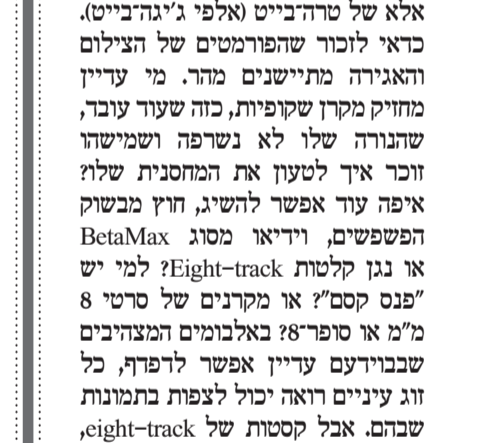 אלא של טרה־בייט (אלפי ג'יגה־בייט).
כדאי לזכור שהפורמטים של הצילום
והאגירה מתיישנים מהר. מי עדיין
מחזיק מקרן שקופיות, כזה שעוד עובד,
שהנורה שלו לא נשרפה ושמישהו
זוכר איך לטעון את המחסנית שלו?
איפה עוד אפשר להשיג, חוץ מבשוק
הפשפשים, וידיאו מסוג BetaMax
או נגן קלטות Eight-track? למי יש
"פנס קסם"? או מקרנים של סרטי 8
מ"מ או סופר־8? באלבומים המצהיבים
שבבוידעם עדיין אפשר לדפדף, כל
זוג עיניים רואה יכול לצפות בתמונות
שבהם. אבל קסטות של eight-track,